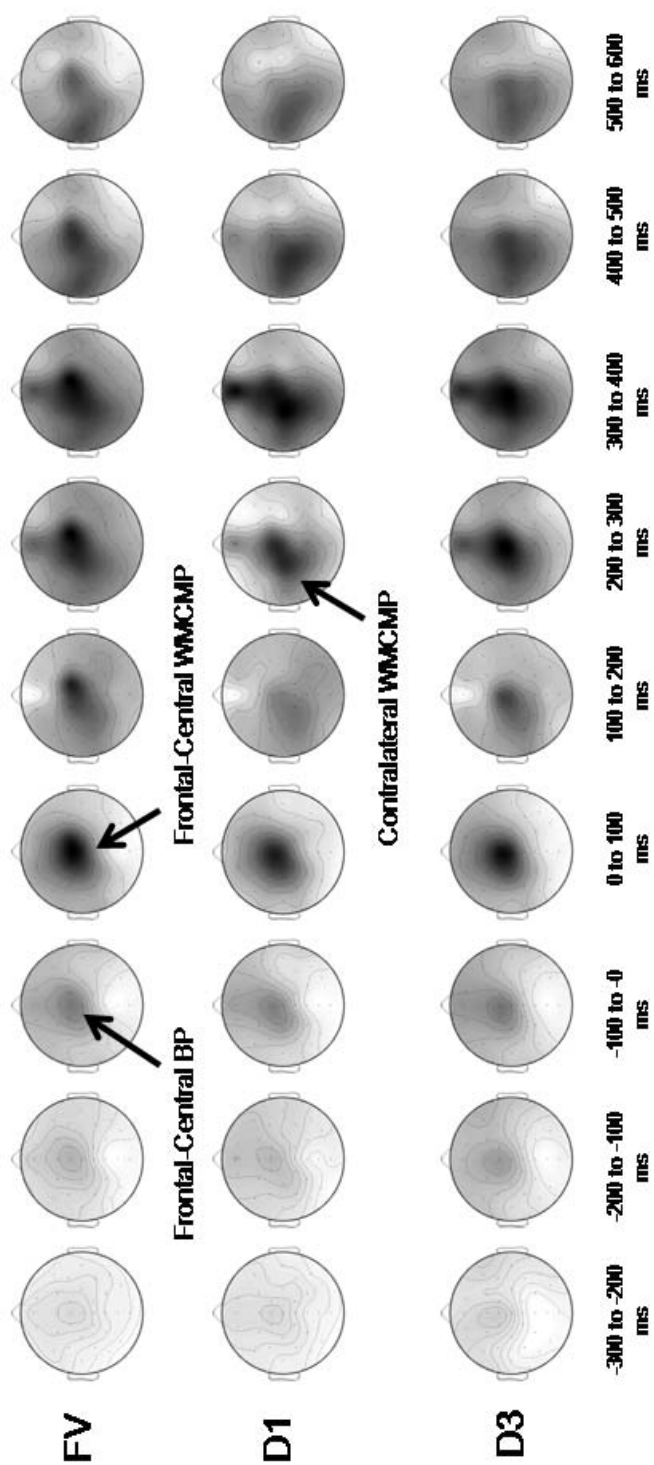 FV
Frontal-Central BP
Frontal-Central WMCMP
D1
Contralateral WMCMP
D3
-300 to -200
ms
-200 to -100
ms
-100 to -0
ms
0 to 100
ms
100 to 200
ms
200 to 300
ms
300 to 400
ms
400 to 500
ms
500 to 600
ms